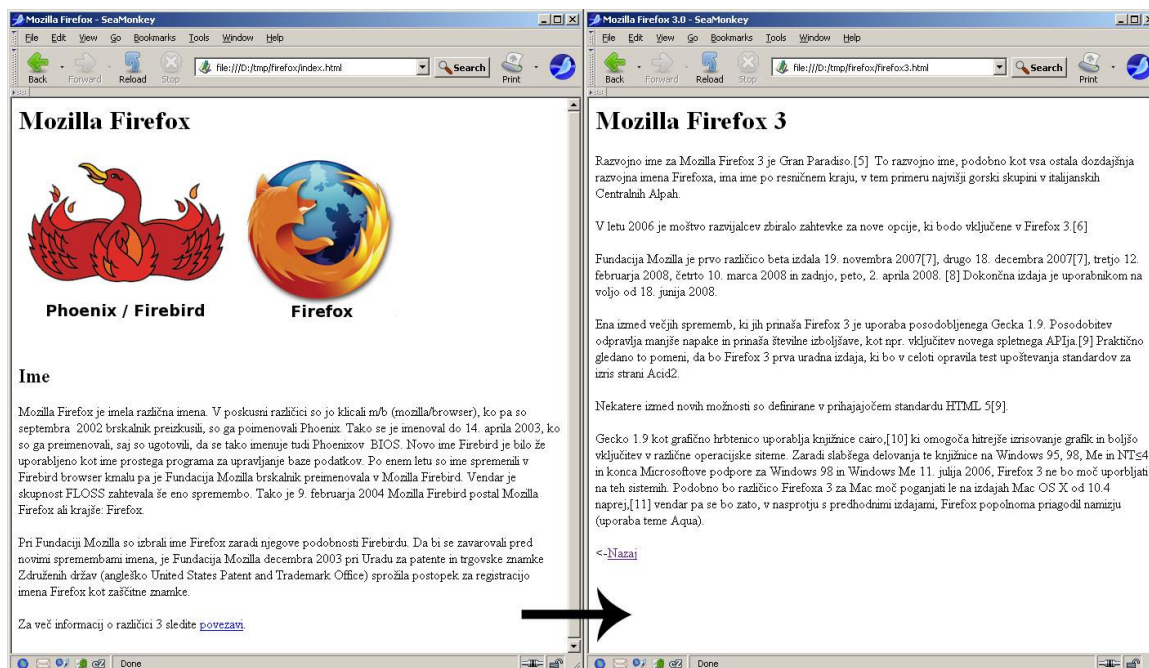 Mozilla Firefox - SeaMonkey
File Edit View Go Bookmarks Tools Window Help
Back Forward Reload Stop file:///D:/tmp/firefox/index.html Search Print
Mozilla Firefox
Phoenix / Firebird Firefox
Ime
Mozilla Firefox je imela različna imena. V poskusni različici so jo klicali m/b (mozilla/browser), ko pa so
septembra 2002 brskalnik preizkusili, so ga poimenovali Phoenix. Tako se je imenoval do 14. aprila 2003, ko
so ga preimenovali, saj so ugotovili, da se tako imenuje tudi Phoenixov BIOS. Novo ime Firebird je bilo že
uporabljeno kot ime prostega programa za upravljanje baze podatkov. Po enem letu so ime spremenili v
Firebird browser kmalu pa je Fundacija Mozilla brskalnik preimenovala v Mozilla Firebird. Vendar je
skupnost FLOSS zahtevala še eno spremembo. Tako je 9. februarja 2004 Mozilla Firebird postal Mozilla
Firefox ali krajše: Firefox.
Pri Fundaciji Mozilla so izbrali ime Firefox zaradi njegove podobnosti Firebirdu. Da bi se zavarovali pred
novimi spremembami imena, je Fundacija Mozilla decembra 2003 pri Uradu za patente in trgovske znamke
Združenih držav (angleško United States Patent and Trademark Office) sprožila postopek za registracijo
imena Firefox kot zaščitne znamke.
Za več informacij o različici 3 sledite povezavi.
Done
Mozilla Firefox 3.0 - SeaMonkey
File Edit View Go Bookmarks Tools Window Help
Back Forward Reload Stop file:///D:/tmp/firefox/firefox3.html Search Print
Mozilla Firefox 3
Razvojno ime za Mozilla Firefox 3 je Gran Paradiso.[5] To razvojno ime, podobno kot vsa ostala dozdajšnja
razvojna imena Firefoxa, ima ime po resničnem kraju, v tem primeru najvišji gorski skupini v italijanskih
Centralnih Alpah.
V letu 2006 je moštvo razvijalcev zbiralo zahtevke za nove opcije, ki bodo vključene v Firefox 3.[6]
Fundacija Mozilla je prvo različico beta izdala 19. novembra 2007[7], drugo 18. decembra 2007[7], tretjo 12.
februarja 2008, četrto 10. marca 2008 in zadnjo, peto, 2. aprila 2008. [8] Dokončna izdaja je uporabnikom na
voljo od 18. junija 2008.
Ena izmed večjih sprememb, ki jih prinaša Firefox 3 je uporaba posodobljenega Gecka 1.9. Posodobitev
odpravlja manjše napake in prinaša številne izboljšave, kot npr. vključitev novega spletnega APIja.[9] Praktično
gledano to pomeni, da bo Firefox 3 prva uradna izdaja, ki bo v celoti opravila test upoštevanja standardov za
izris strani Acid2.
Nekatere izmed novih možnosti so definirane v prihajajočem standardu HTML 5[9].
Gecko 1.9 kot grafično hrbtenico uporablja knjižnice cairo,[10] ki omogoča hitrejše izrisovanje grafik in boljšo
vključitev v različne operacijske siteme. Zaradi slabšega delovanja te knjižnice na Windows 95, 98, Me in NT≤4
in konca Microsoftove podpore za Windows 98 in Windows Me 11. julija 2006, Firefox 3 ne bo moč uporbljati
na teh sistemih. Podobno bo različico Firefoxa 3 za Mac moč poganjati le na izdajah Mac OS X od 10.4
naprej,[11] vendar pa se bo zato, v nasprotju s predhodnimi izdajami, Firefox popolnoma priagodil namizju
(uporaba teme Aqua).
<-Nazaj
Done